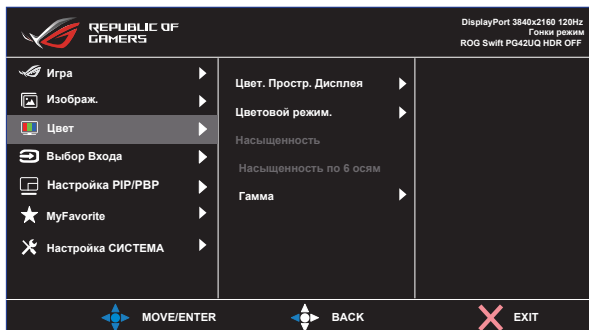 REPUBLIC OF
GAMERS
DisplayPort 3840x2160 120Hz
Гонки режим
ROG Swift PG42UQ HDR OFF
Игра
Изображ.
Цвет
Выбор Входа
Настройка PIP/PBP
MyFavorite
Настройка СИСТЕМА
Цвет. Простр. Дисплея
Цветовой режим.
Насыщенность
Насыщенность по 6 осям
Гамма
MOVE/ENTER
BACK
EXIT